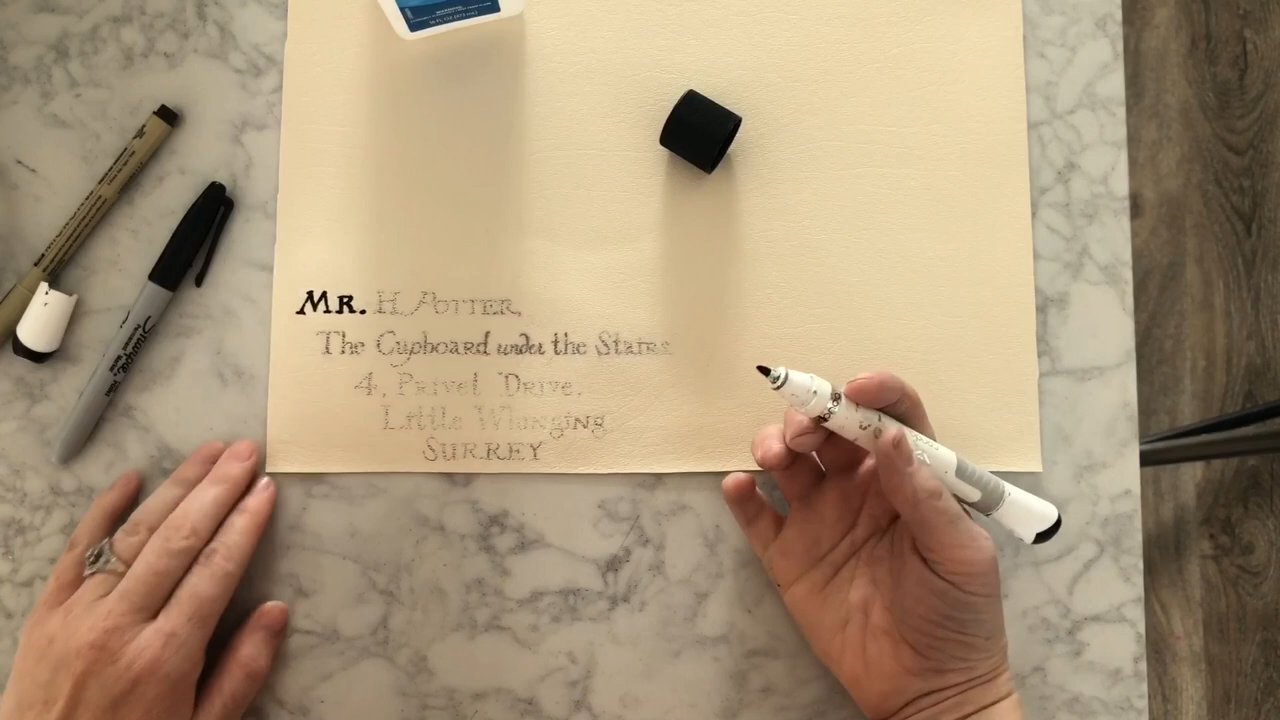 MR. H. POTTER,
The Cupboard under the Stairs
4, Privet Drive,
Little Whinging
SURREY
Sharpie